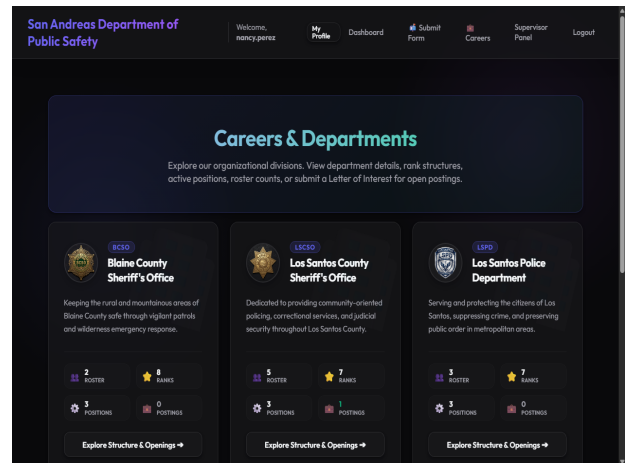 San Andreas Department of
Public Safety
Welcome,
nancy.perez
My
Profile
Dashboard
Submit
Form
Careers
Supervisor
Panel
Logout
Careers & Departments
Explore our organizational divisions. View department details, rank structures,
active positions, roster counts, or submit a Letter of Interest for open postings.
BCSO
Blaine County
Sheriff's Office
Keeping the rural and mountainous areas of
Blaine County safe through vigilant patrols
and wilderness emergency response.
2
ROSTER
8
RANKS
3
POSITIONS
0
POSTINGS
Explore Structure & Openings ➔
LSCSO
Los Santos County
Sheriff's Office
Dedicated to providing community-oriented
policing, correctional services, and judicial
security throughout Los Santos County.
5
ROSTER
7
RANKS
3
POSITIONS
1
POSTINGS
Explore Structure & Openings ➔
LSPD
Los Santos Police
Department
Serving and protecting the citizens of Los
Santos, suppressing crime, and preserving
public order in metropolitan areas.
3
ROSTER
7
RANKS
3
POSITIONS
0
POSTINGS
Explore Structure & Openings ➔